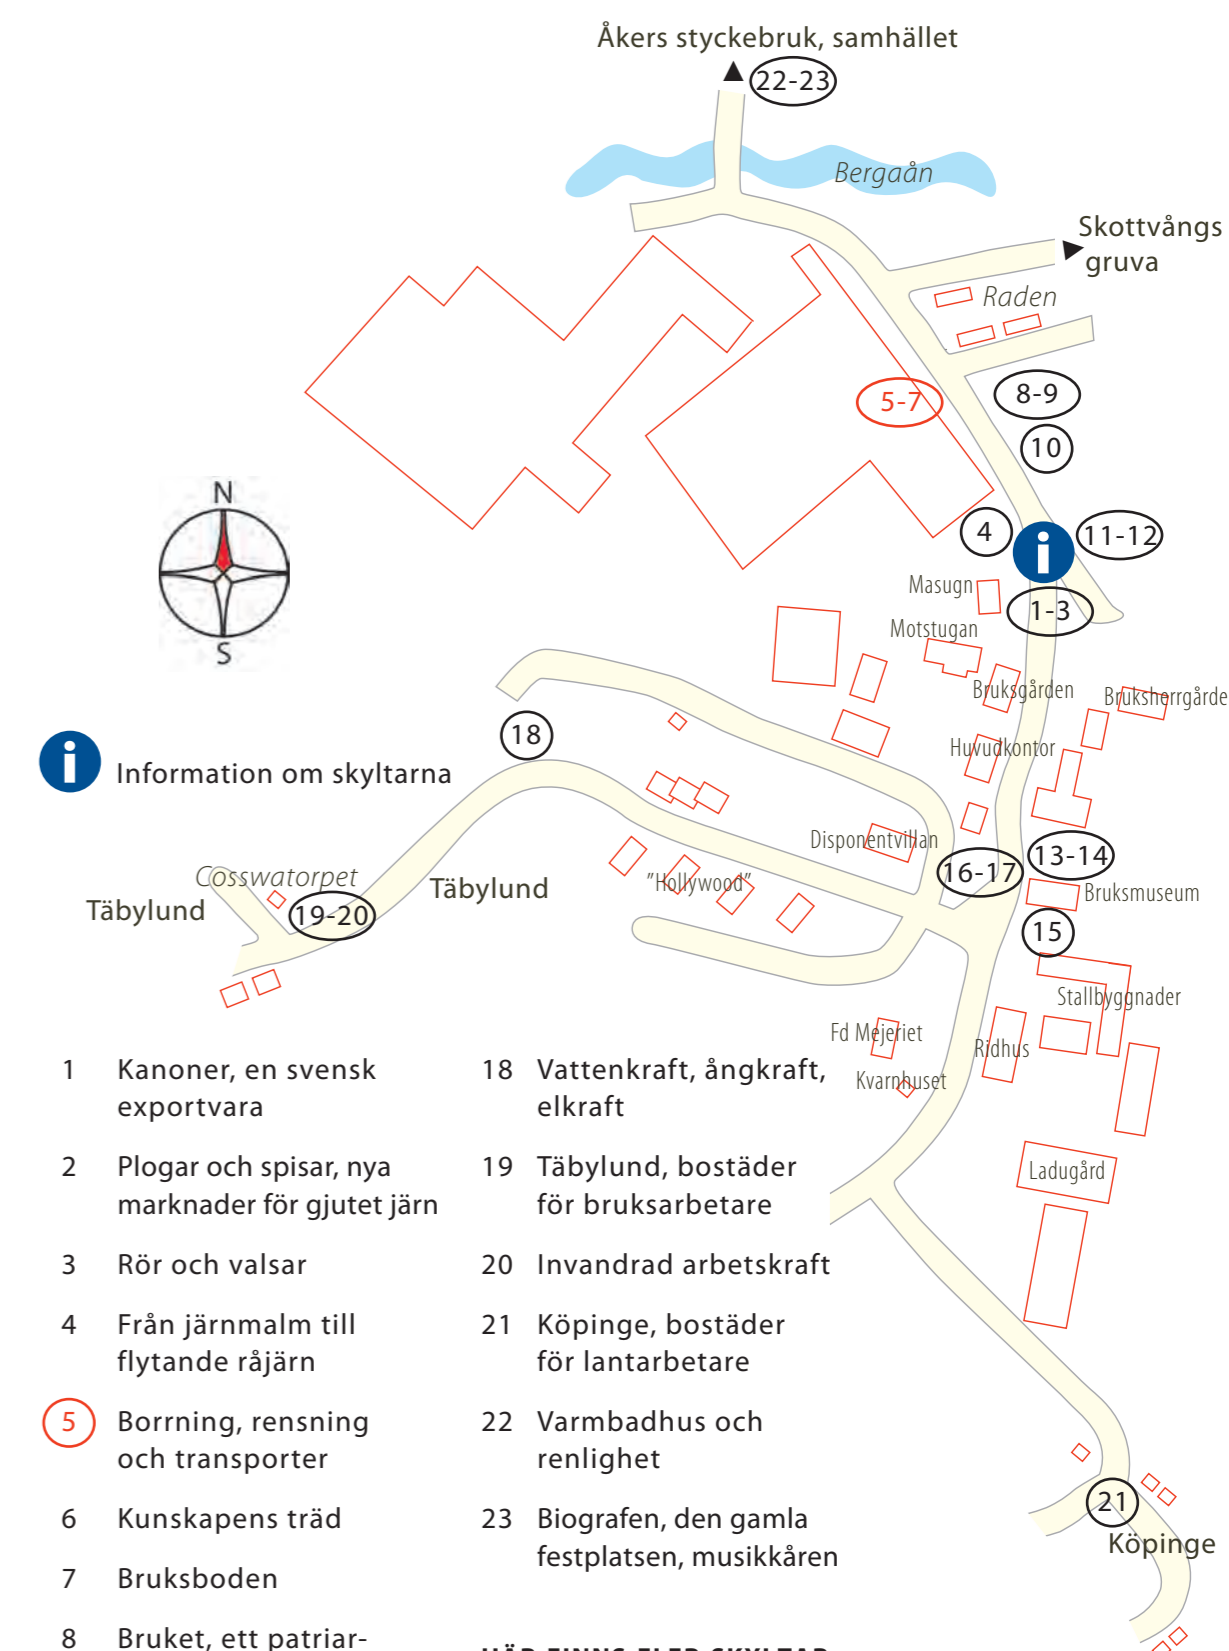 Åkers styckebruk, samhället
22-23
Bergaån
Skottvångs
gruva
Raden
5-7
8-9
10
4
11-12
Masugn
1-3
Motstugan
Bruksgården
Bruksherrgårde
Huvudkontor
N
S
18
Information om skyltarna
Disponentvillan
13-14
16-17
"Hollywood"
Bruksmuseum
Cosswatorpet
Täbylund
19-20
Täbylund
15
Stallbyggnader
Fd Mejeriet
Ridhus
Kvarnhuset
Ladugård
21
Köpinge
1 Kanoner, en svensk
exportvara
2 Plogar och spisar, nya
marknader för gjutet järn
3 Rör och valsar
4 Från järnmalm till
flytande råjärn
5 Borrning, rensning
och transporter
6 Kunskapens träd
7 Bruksboden
8 Bruket, ett patriar-
18 Vattenkraft, ångkraft,
elkraft
19 Täbylund, bostäder
för bruksarbetare
20 Invandrad arbetskraft
21 Köpinge, bostäder
för lantarbetare
22 Varmbadhus och
renlighet
23 Biografen, den gamla
festplatsen, musikkåren
HÄR FINNS FLER SKYLTAR